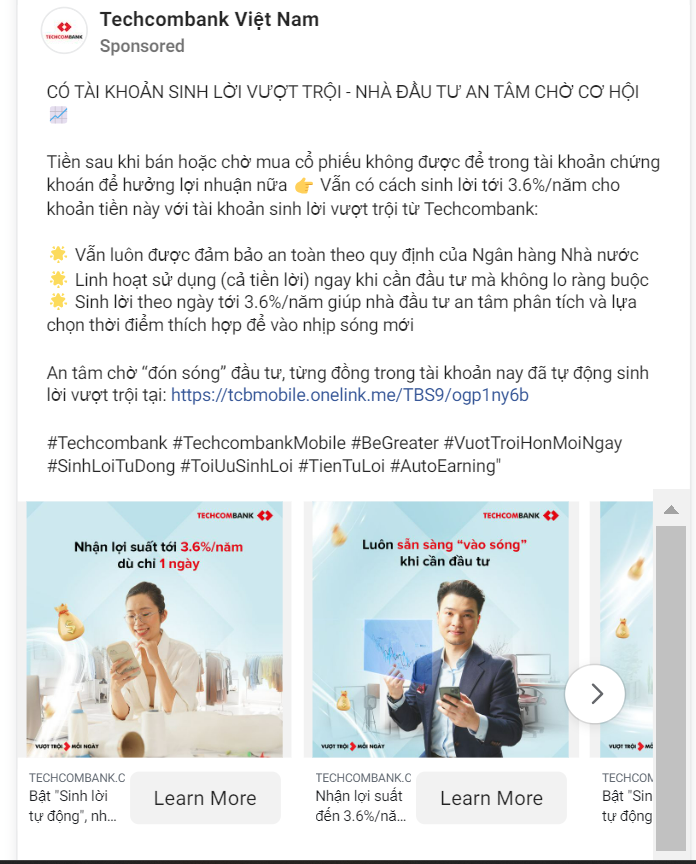 Techcombank Việt Nam
Sponsored
CÓ TÀI KHOẢN SINH LỜI VƯỢT TRỘI - NHÀ ĐẦU TƯ AN TÂM CHỜ CƠ HỘI
Tiền sau khi bán hoặc chờ mua cổ phiếu không được để trong tài khoản chứng
khoán để hưởng lợi nhuận nữa 👉 Vẫn có cách sinh lời tới 3.6%/năm cho
khoản tiền này với tài khoản sinh lời vượt trội từ Techcombank:
🌟 Vẫn luôn được đảm bảo an toàn theo quy định của Ngân hàng Nhà nước
🌟 Linh hoạt sử dụng (cả tiền lời) ngay khi cần đầu tư mà không lo ràng buộc
🌟 Sinh lời theo ngày tới 3.6%/năm giúp nhà đầu tư an tâm phân tích và lựa
chọn thời điểm thích hợp để vào nhịp sóng mới
An tâm chờ “đón sóng” đầu tư, từng đồng trong tài khoản nay đã tự động sinh
lời vượt trội tại: https://tcbmobile.onelink.me/TBS9/ogp1ny6b
#Techcombank #TechcombankMobile #BeGreater #VuotTroiHonMoiNgay
#SinhLoiTuDong #ToiUuSinhLoi #TienTuLoi #AutoEarning"
TECHCOMBANK
Nhận lợi suất tới 3.6%/năm
dù chỉ 1 ngày
VƯỢT TRỘI MỖI NGÀY
TECHCOMBANK.C
Bật "Sinh lời
tự động", nh...
Learn More
TECHCOMBANK
Luôn sẵn sàng “vào sóng”
khi cần đầu tư
VƯỢT TRỘI MỖI NGÀY
TECHCOMBANK.C
Nhận lợi suất
đến 3.6%/nă...
Learn More
VƯỢT TRỘI
TECHCOM
Bật "Sin
tự động